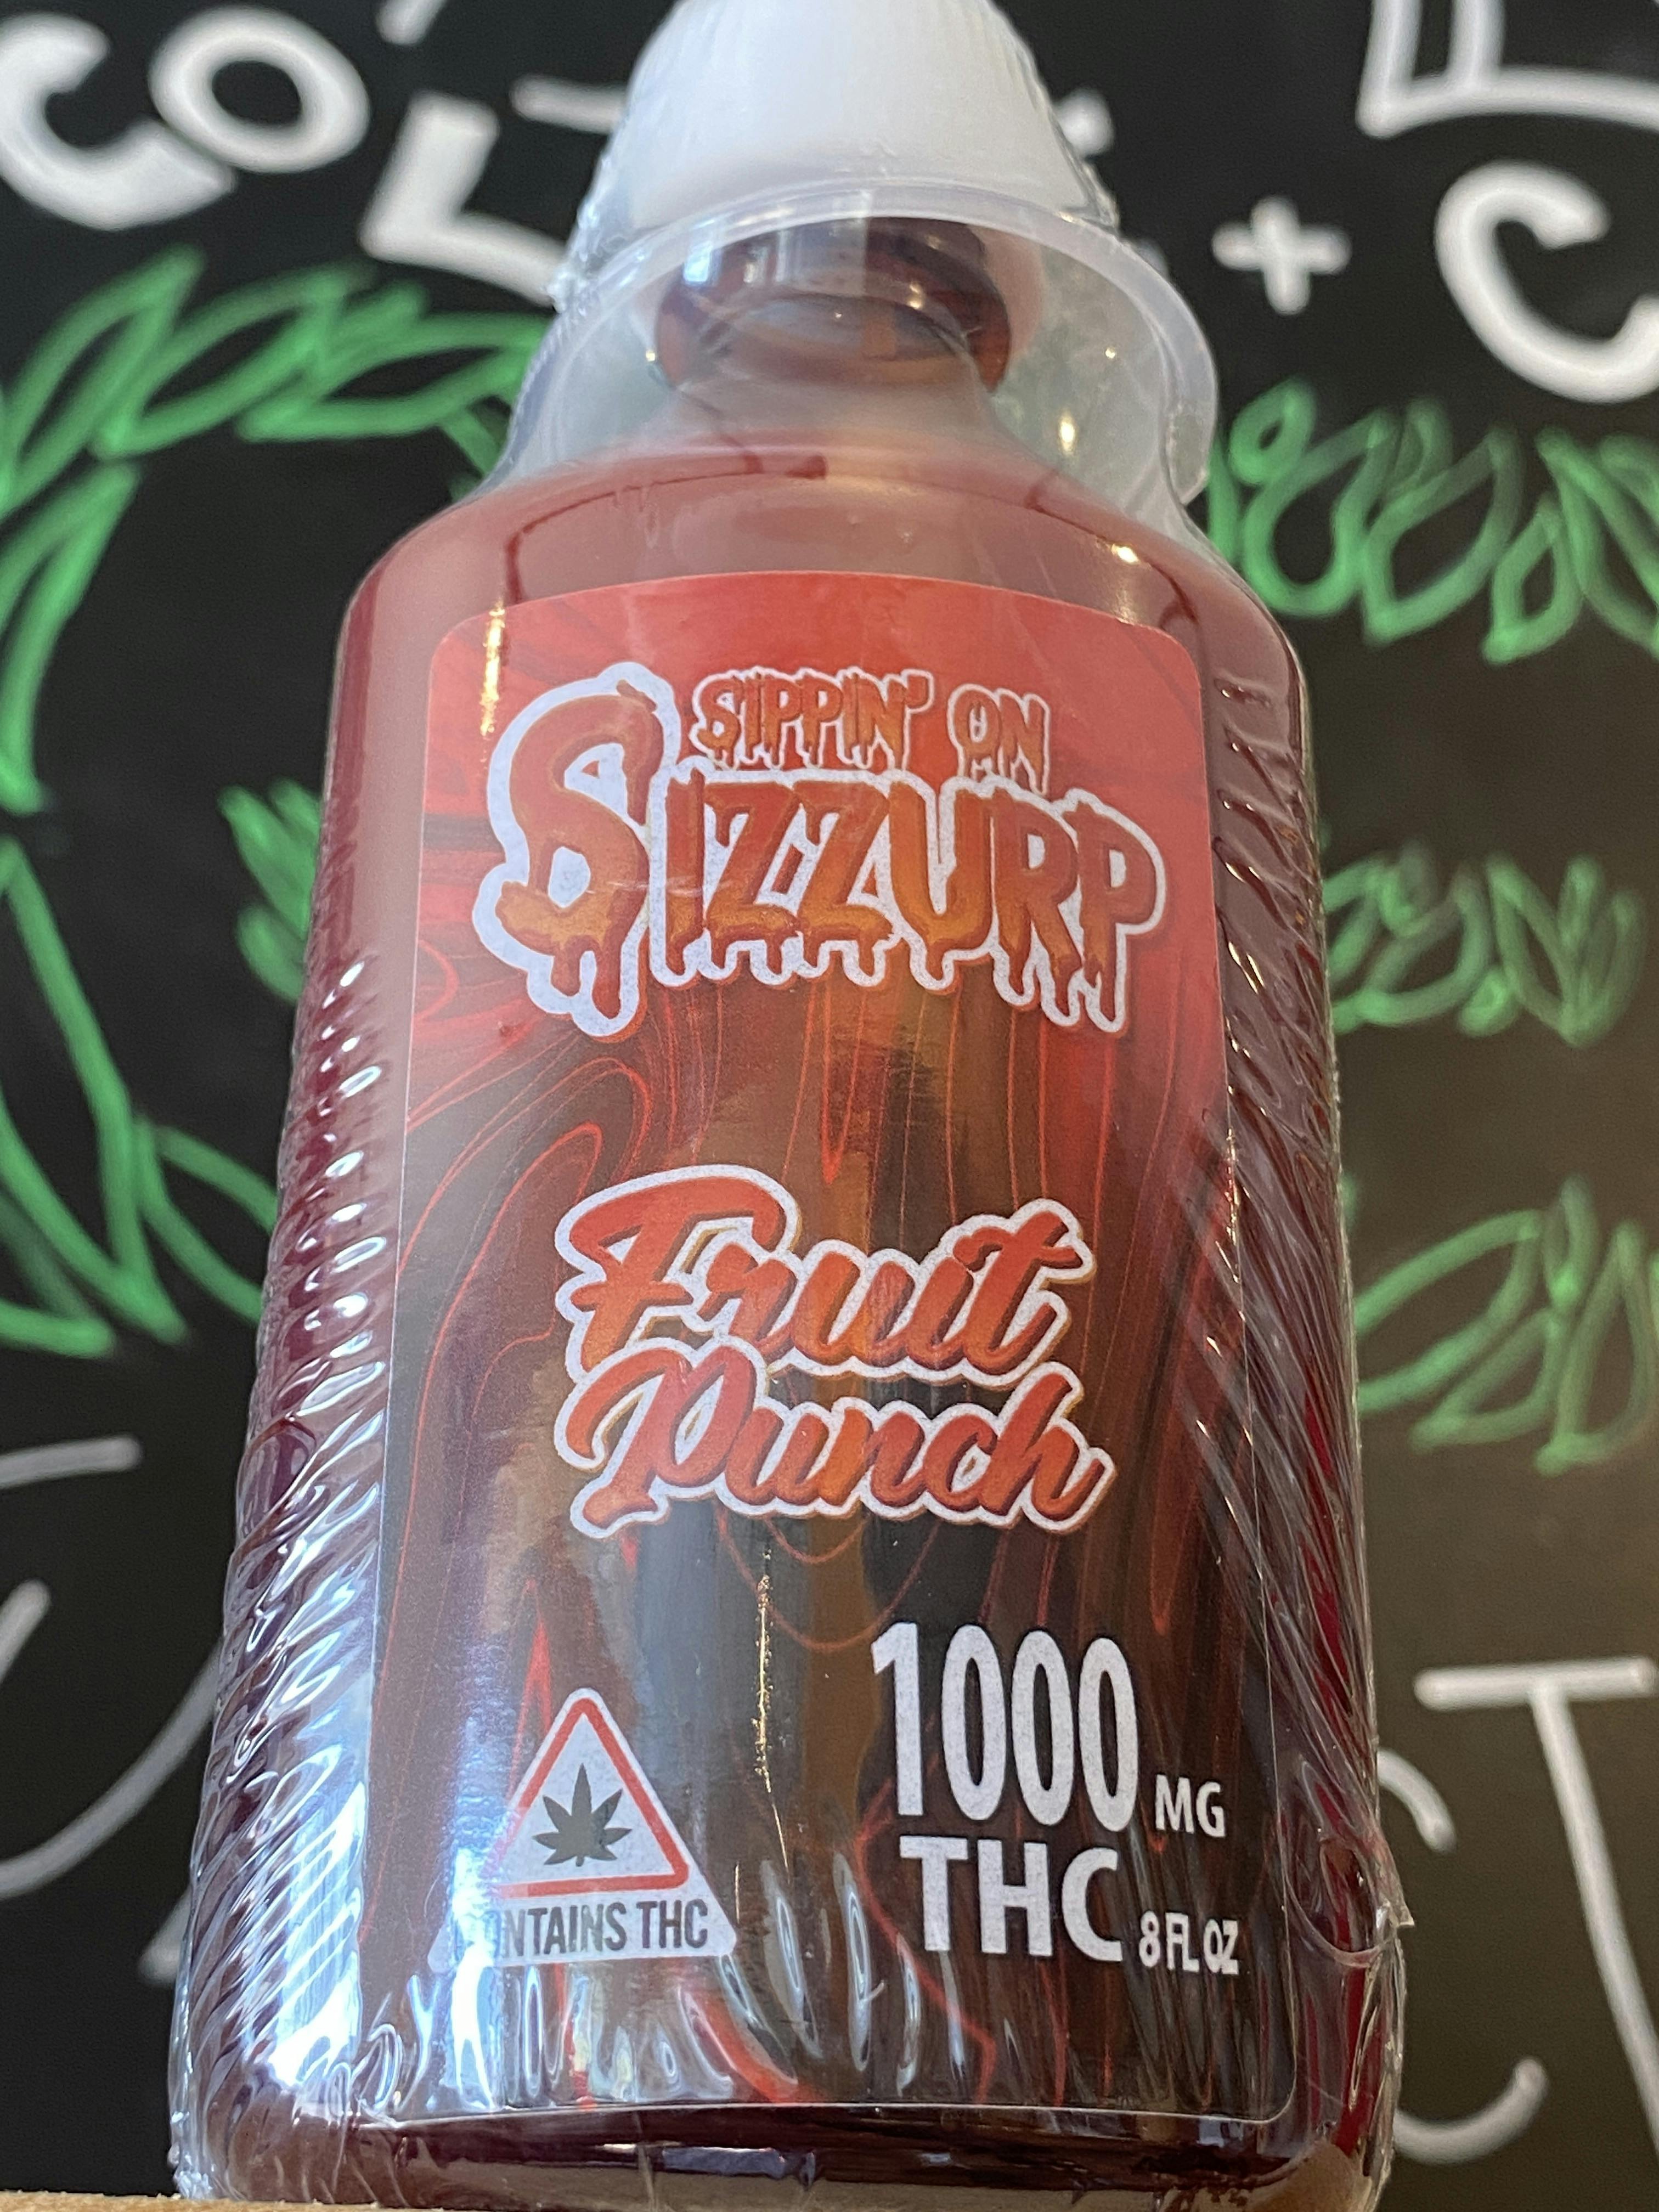 SIPPIN' ON
SIZZURP
Fruit
Punch
1000 MG
THC 8 FL OZ
CONTAINS THC